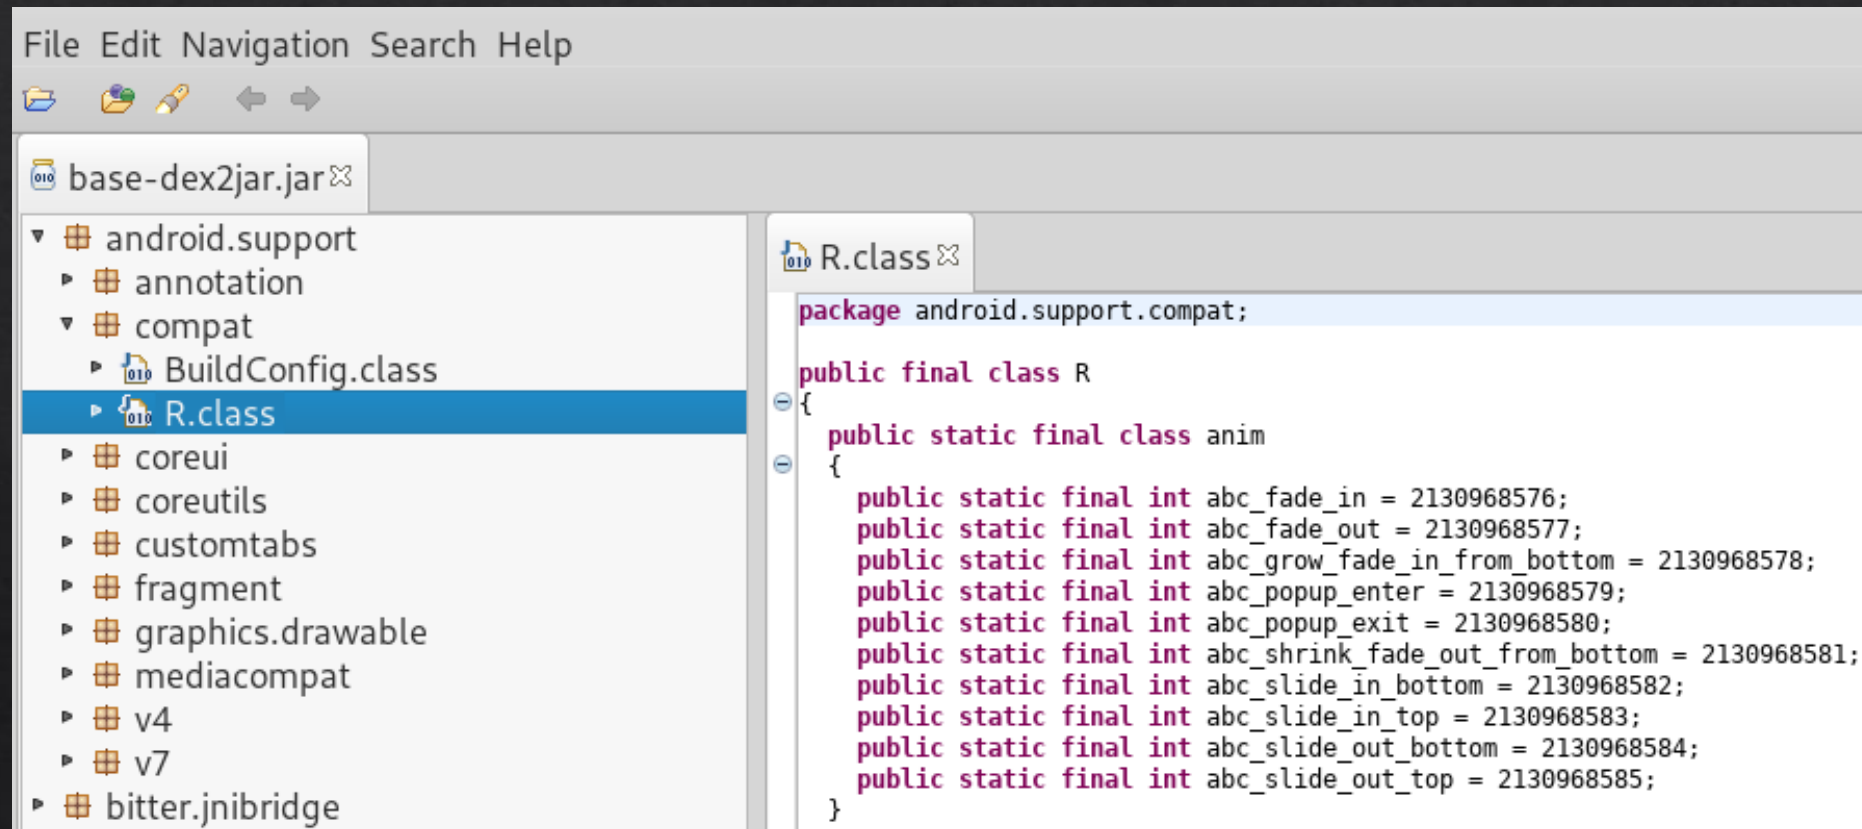 File Edit Navigation Search Help
base-dex2jar.jar
android.support
annotation
compat
BuildConfig.class
R.class
coreui
coreutils
customtabs
fragment
graphics.drawable
mediacompat
v4
v7
bitter.jnibridge
R.class
package android.support.compat;
public final class R
{
public static final class anim
{
public static final int abc_fade_in = 2130968576;
public static final int abc_fade_out = 2130968577;
public static final int abc_grow_fade_in_from_bottom = 2130968578;
public static final int abc_popup_enter = 2130968579;
public static final int abc_popup_exit = 2130968580;
public static final int abc_shrink_fade_out_from_bottom = 2130968581;
public static final int abc_slide_in_bottom = 2130968582;
public static final int abc_slide_in_top = 2130968583;
public static final int abc_slide_out_bottom = 2130968584;
public static final int abc_slide_out_top = 2130968585;
}